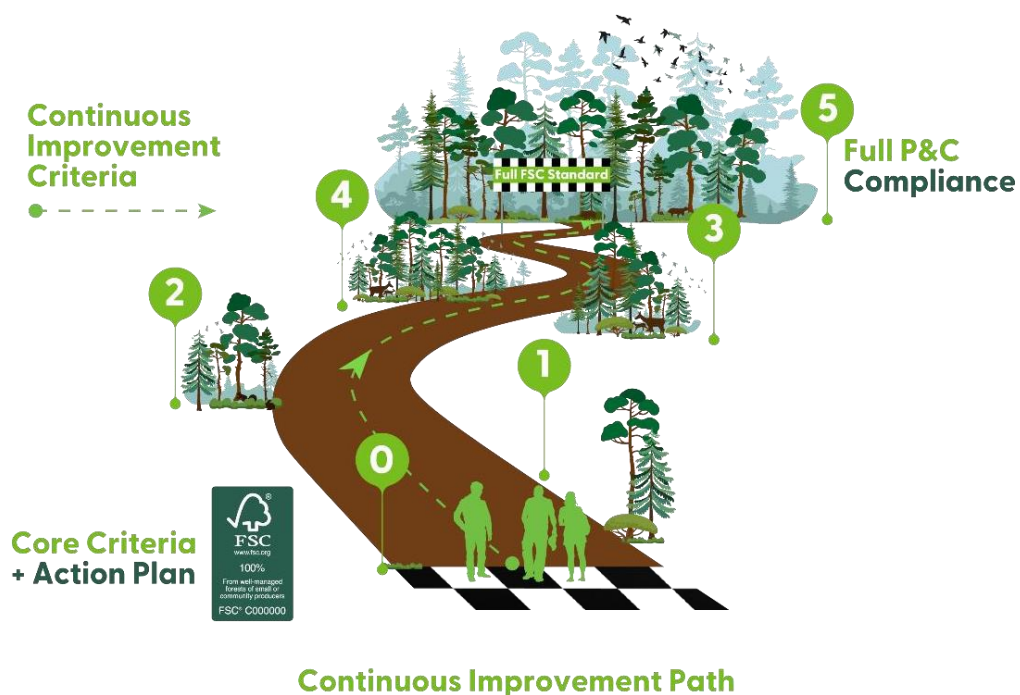 Continuous
Improvement
Criteria
5
Full P&C
Compliance
Full FSC Standard
4
3
2
1
0
Core Criteria
+ Action Plan
®
FSC
www.fsc.org
100%
From well-managed
forests of small or
community producers
FSC® C000000
Continuous Improvement Path